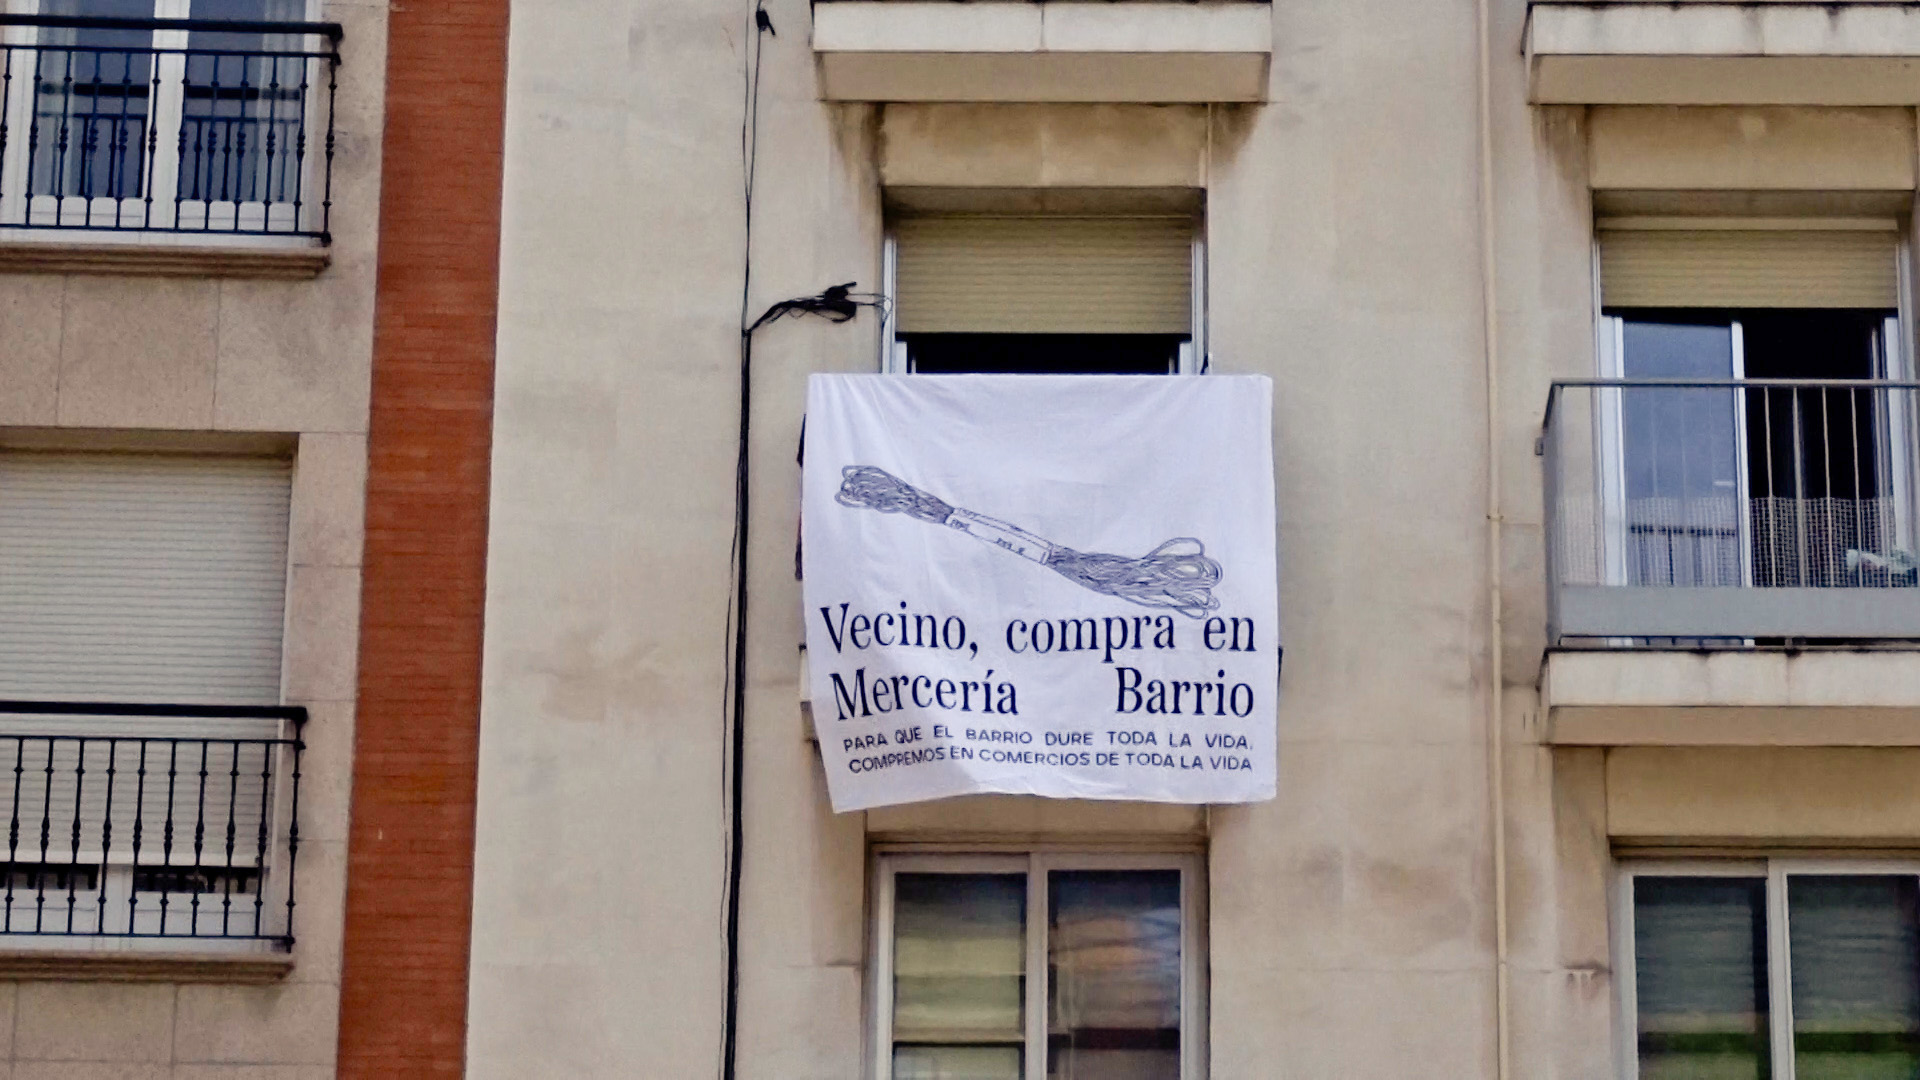 Vecino, compra en
Mercería Barrio
PARA QUE EL BARRIO DURE TODA LA VIDA,
COMPREMOS EN COMERCIOS DE TODA LA VIDA